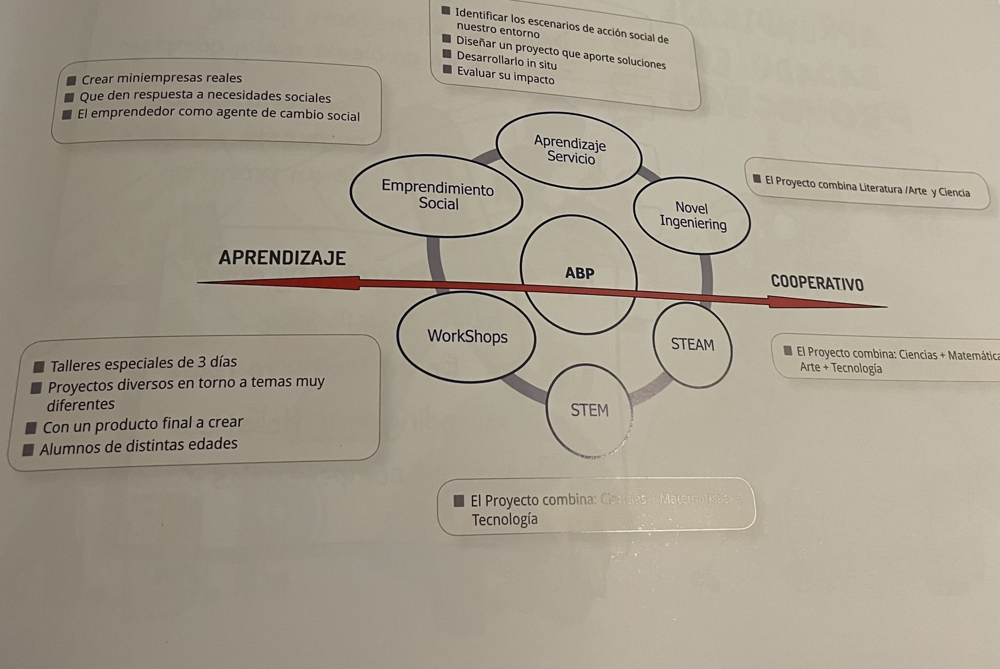 Identificar los escenarios de acción social de
nuestro entorno
Diseñar un proyecto que aporte soluciones
Desarrollarlo in situ
Evaluar su impacto
Crear miniempresas reales
Que den respuesta a necesidades sociales
El emprendedor como agente de cambio social
Aprendizaje
Servicio
Emprendimiento
Social
El Proyecto combina Literatura /Arte y Ciencia
Novel
Ingeniering
APRENDIZAJE
ABP
COOPERATIVO
WorkShops
STEAM
El Proyecto combina: Ciencias + Matemática
Arte + Tecnología
Talleres especiales de 3 días
Proyectos diversos en torno a temas muy
diferentes
Con un producto final a crear
Alumnos de distintas edades
STEM
El Proyecto combina: Ciencias + Matemáticas
Tecnología